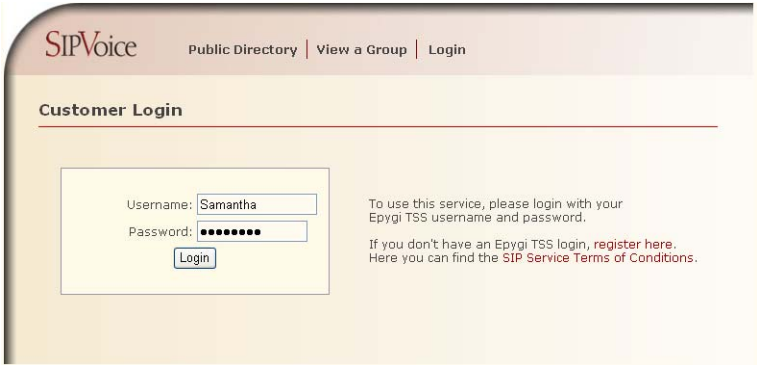 SIPVoice
Public Directory | View a Group | Login
Customer Login
Username: Samantha
Password: ●●●●●●●●
Login
To use this service, please login with your
Epygi TSS username and password.
If you don't have an Epygi TSS login, register here.
Here you can find the SIP Service Terms of Conditions.